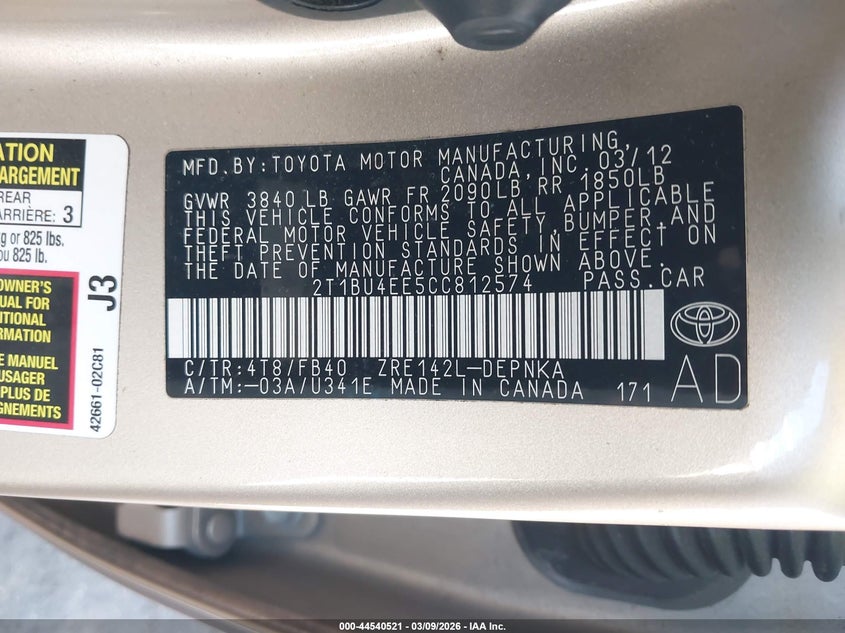 ATION
ARGEMENT
REAR
ARRIÈRE: 3
g or 825 lbs.
ou 825 lb.
OWNER'S
UAL FOR
ITIONAL
RMATION
E MANUEL
USAGER
PLUS DE
GNEMENTS
42661-02C81
J3
MFD. BY: TOYOTA MOTOR MANUFACTURING,
CANADA, INC. 03/12
GVWR 3840 LB GAWR FR 2090LB, RR 1850LB
THIS VEHICLE CONFORMS TO ALL APPLICABLE
FEDERAL MOTOR VEHICLE SAFETY, BUMPER, AND
THEFT PREVENTION STANDARDS IN EFFECT ON
THE DATE OF MANUFACTURE SHOWN ABOVE.
2T1BU4EE5CC812574 PASS. CAR
C/TR: 4T8/FB40 ZRE142L-DEPNKA
A/TM: -03A/U341E MADE IN CANADA 171
AD
000-44540521 - 03/09/2026 - IAA Inc.